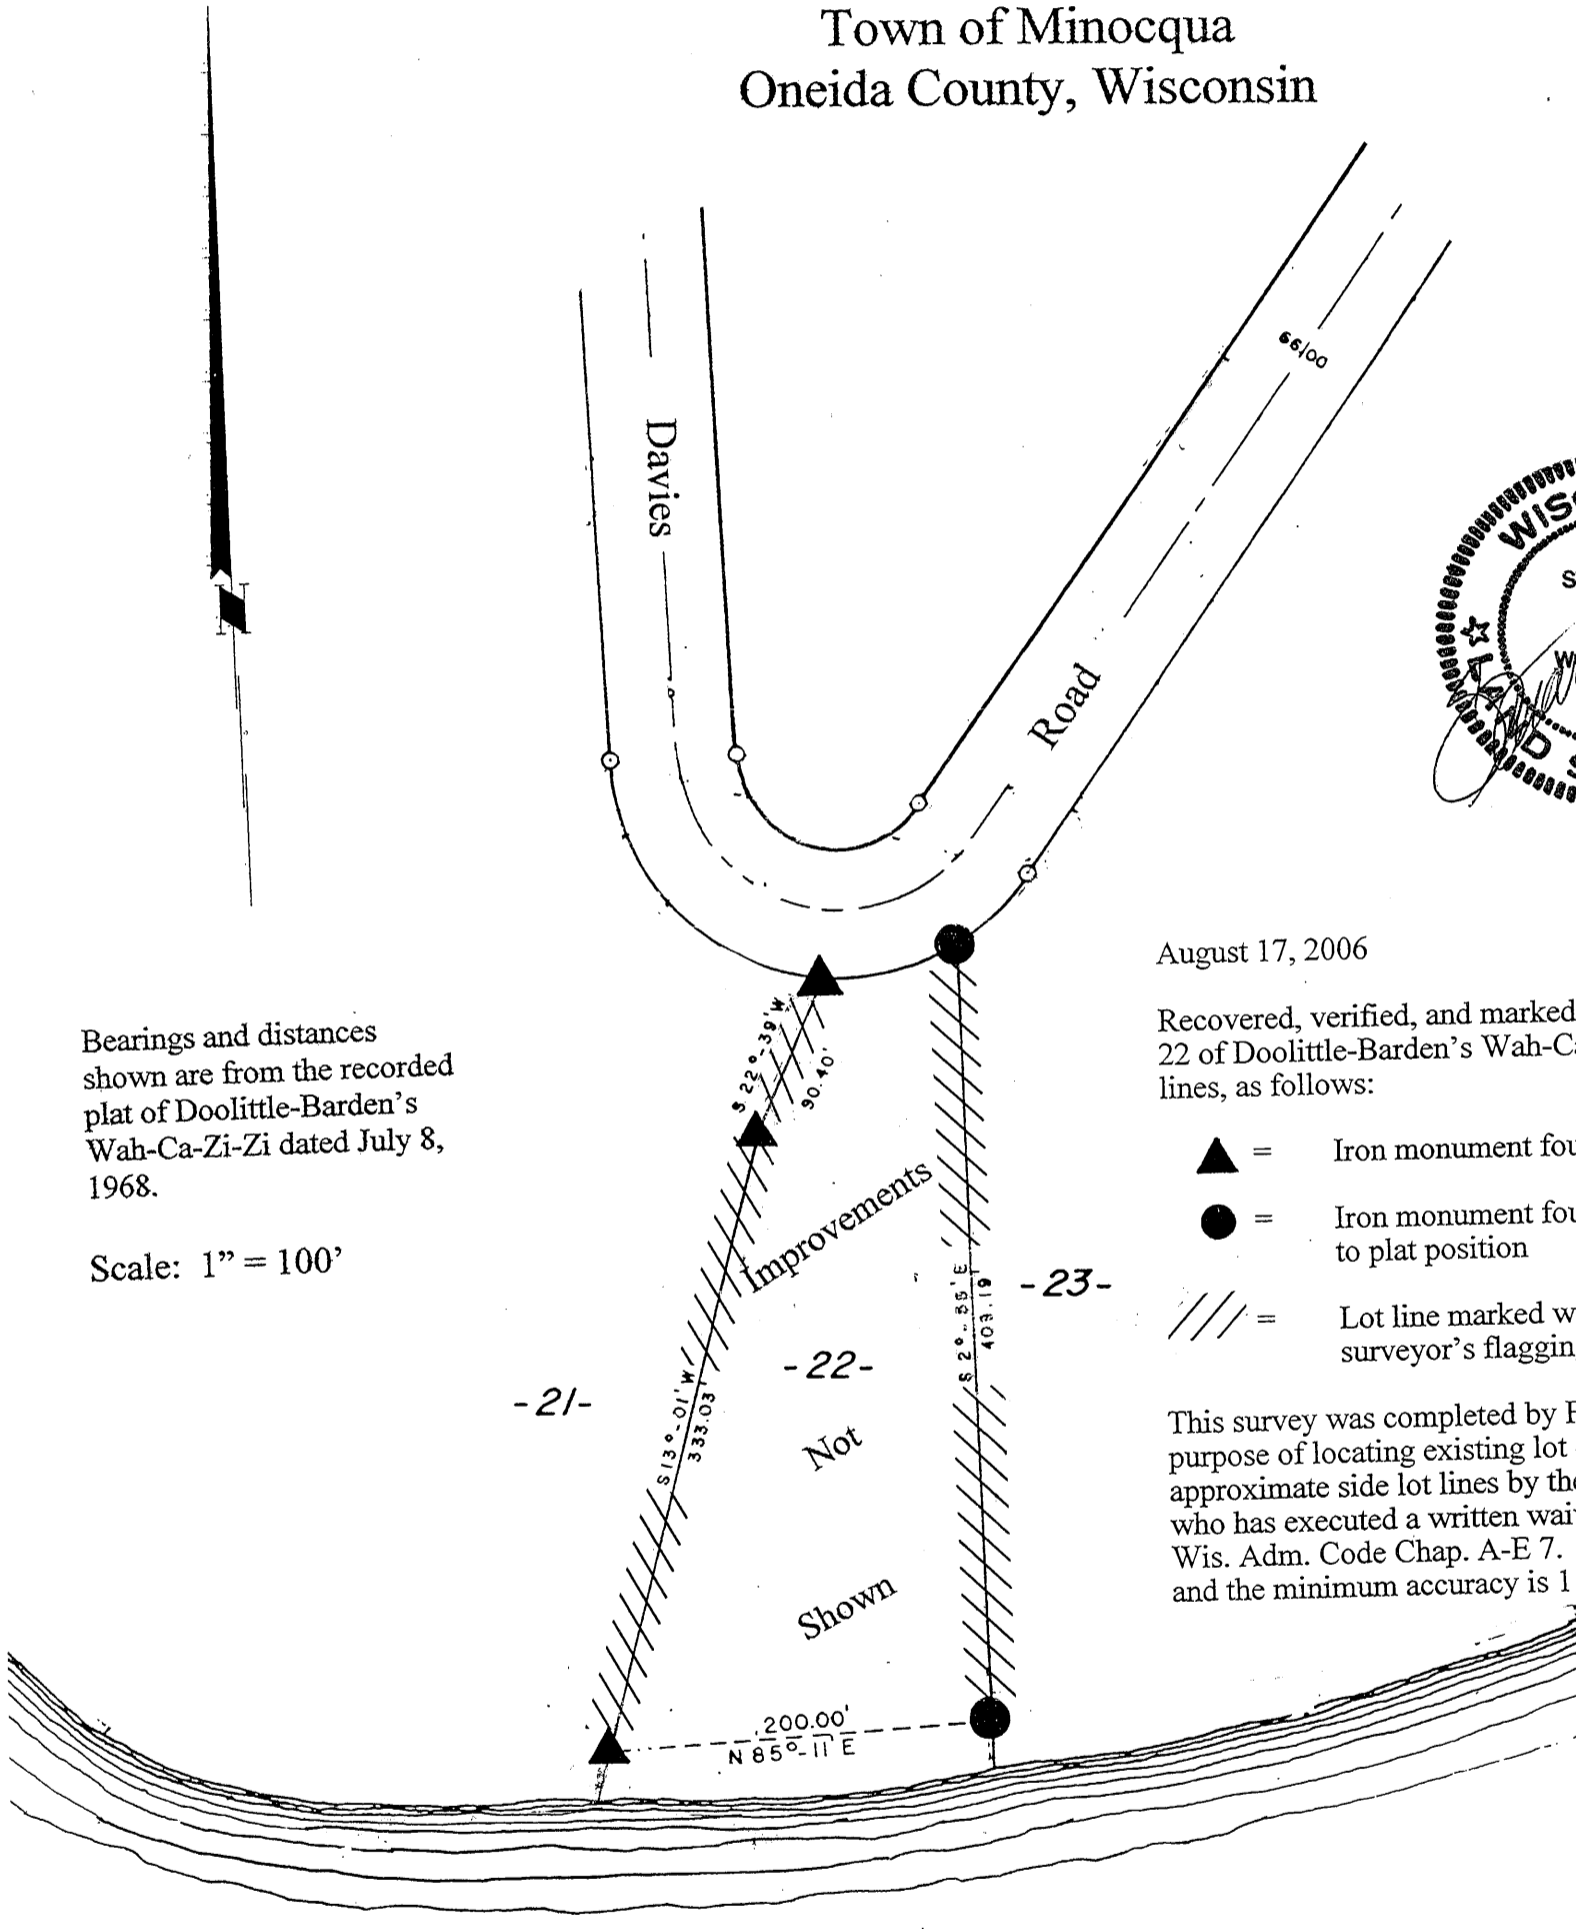 Town of Minocqua
Oneida County, Wisconsin
N
Davies
Road
WIS
S
W
LAND S
August 17, 2006
Recovered, verified, and marked
22 of Doolittle-Barden's Wah-C
lines, as follows:
= Iron monument fou
= Iron monument fou
to plat position
= Lot line marked w
surveyor's flaggin
This survey was completed by
purpose of locating existing lot
approximate side lot lines by the
who has executed a written wai
Wis. Adm. Code Chap. A-E 7.
and the minimum accuracy is 1
Bearings and distances
shown are from the recorded
plat of Doolittle-Barden's
Wah-Ca-Zi-Zi dated July 8,
1968.
Scale: 1" = 100'
S 22°-39' W
90.40'
Improvements
S 13°-01' W
333.03'
403.19'
-21-
-22-
-23-
Not
Shown
200.00'
N 85°-11' E